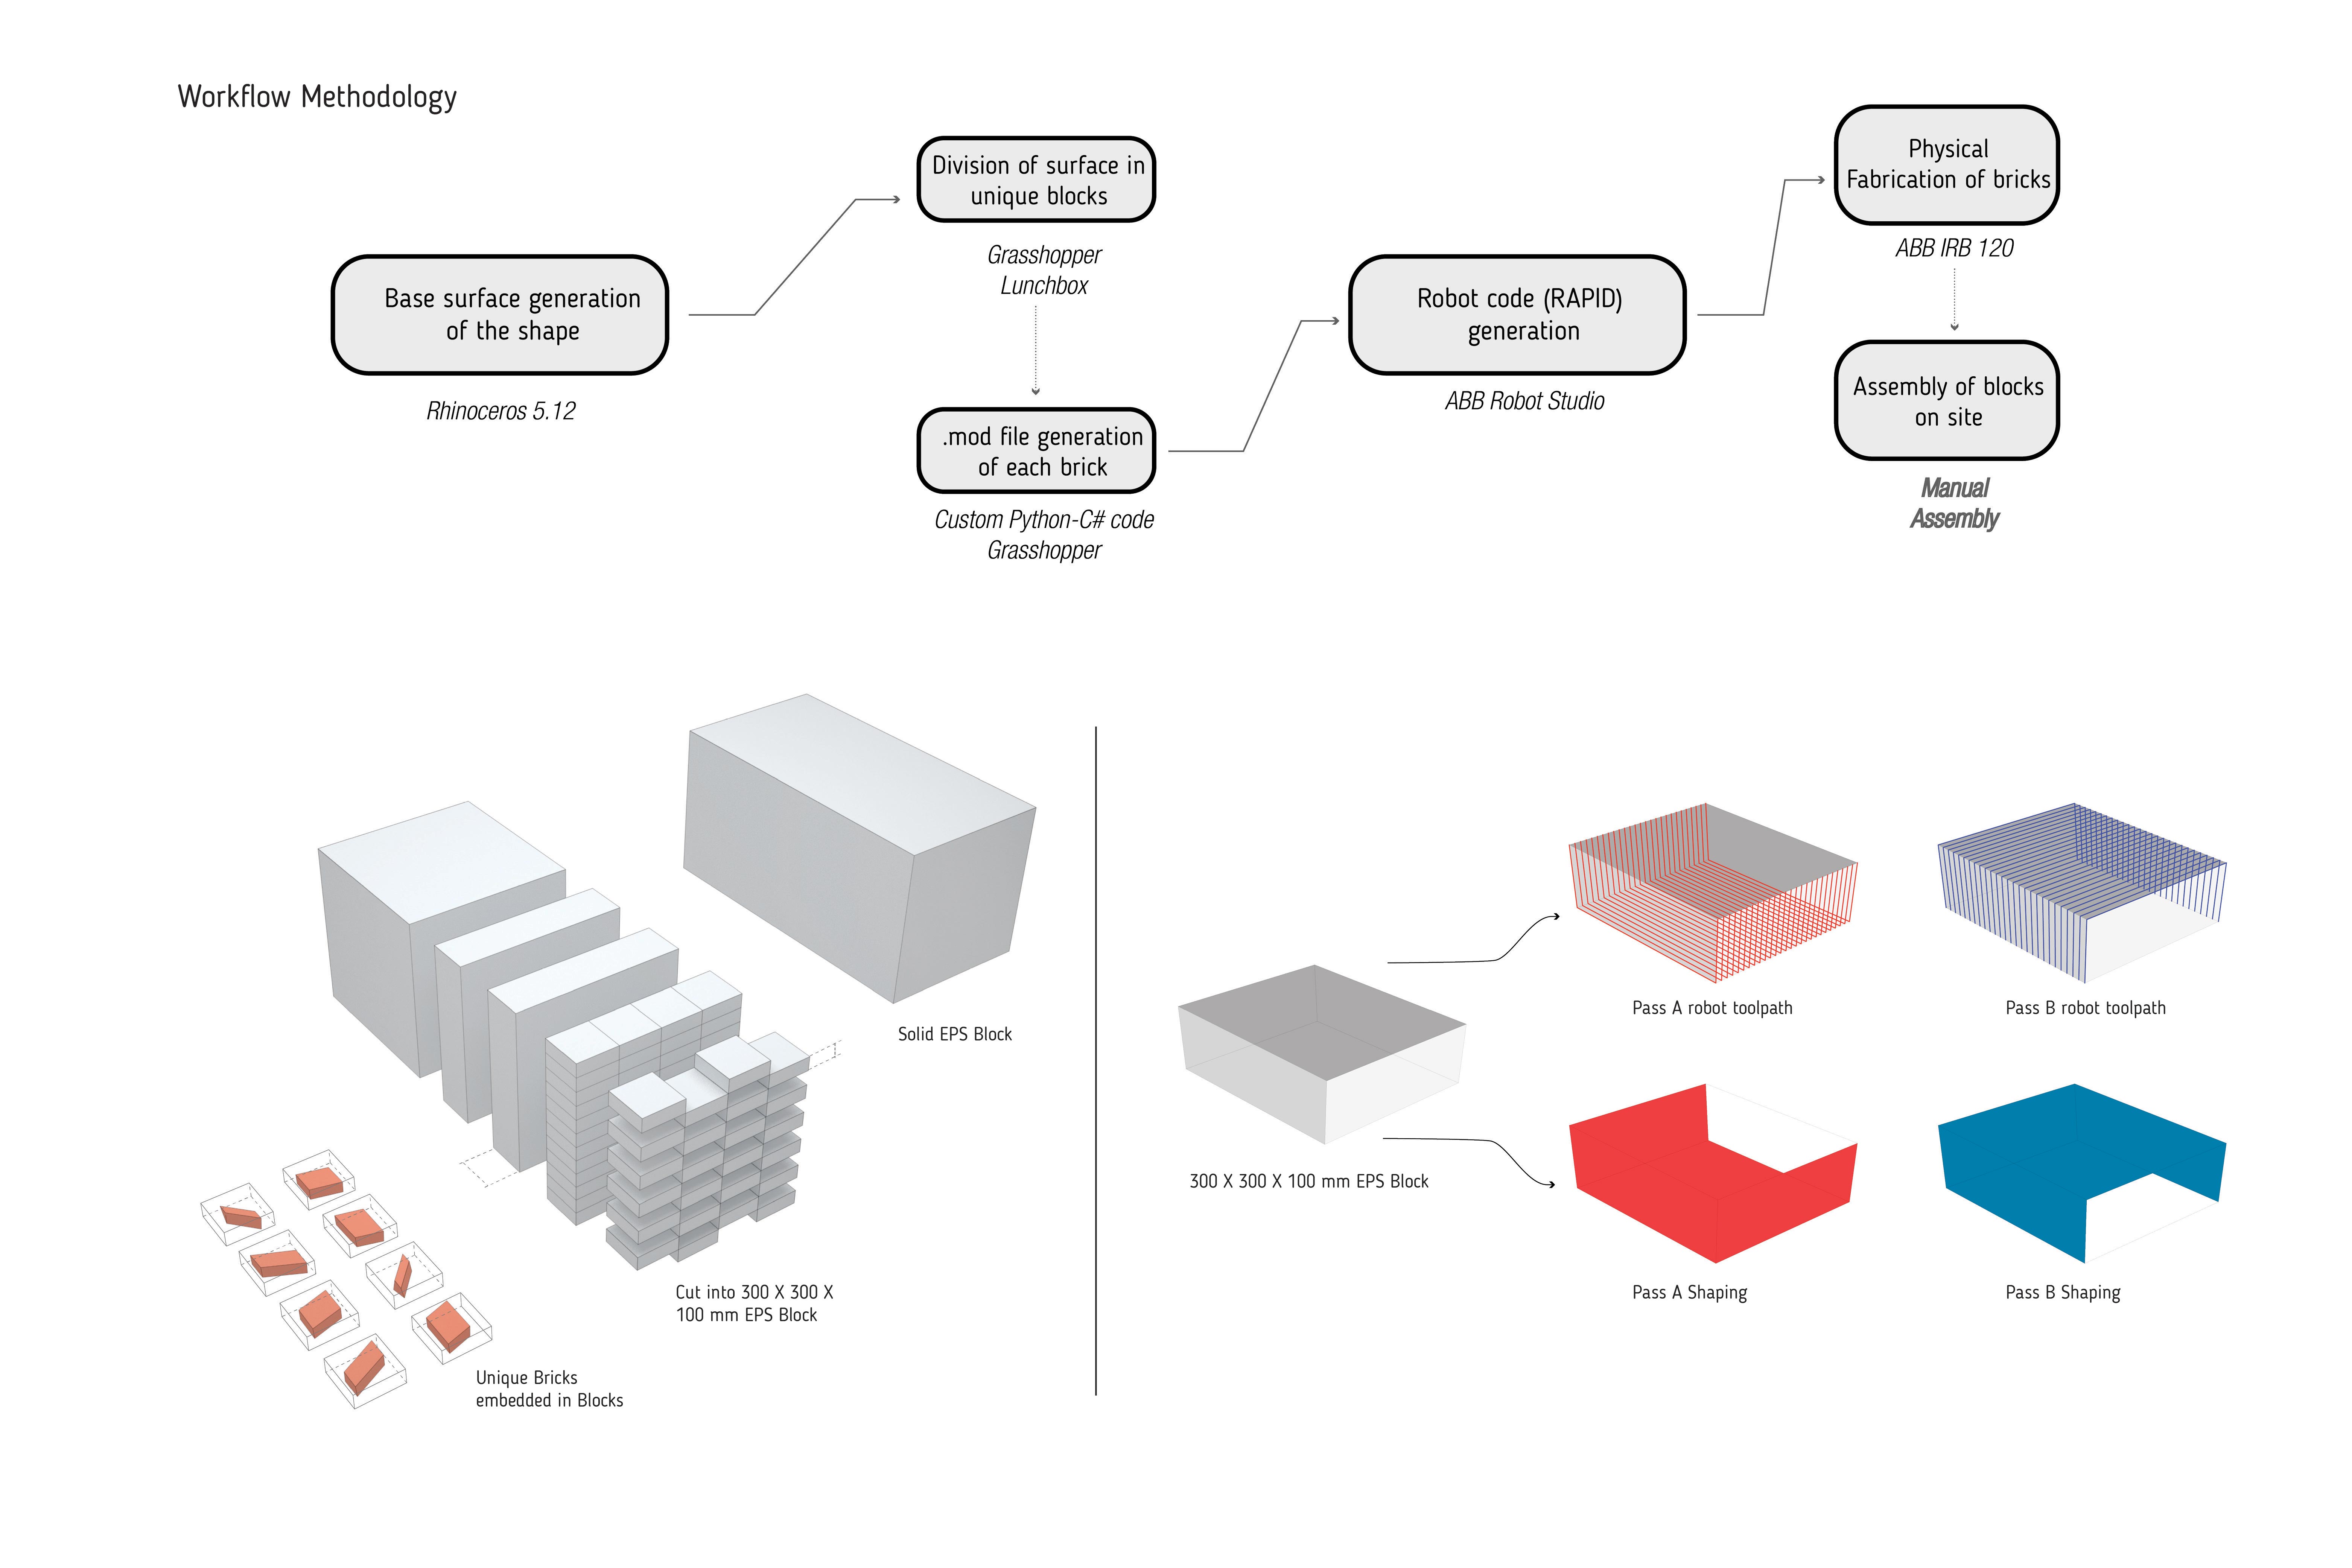 Workflow Methodology
Base surface generation
of the shape
Rhinoceros 5.12
Division of surface in
unique blocks
Grasshopper
Lunchbox
.mod file generation
of each brick
Custom Python-C# code
Grasshopper
Robot code (RAPID)
generation
ABB Robot Studio
Physical
Fabrication of bricks
ABB IRB 120
Assembly of blocks
on site
Manual
Assembly
Solid EPS Block
Cut into 300 X 300 X
100 mm EPS Block
Unique Bricks
embedded in Blocks
300 X 300 X 100 mm EPS Block
Pass A robot toolpath
Pass B robot toolpath
Pass A Shaping
Pass B Shaping